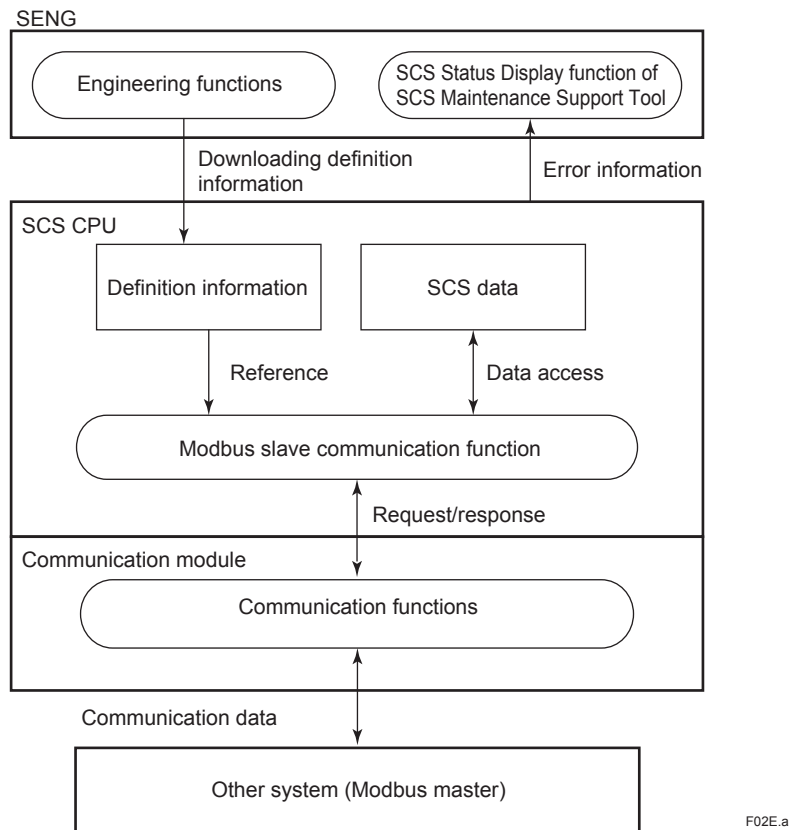 SENG
Engineering functions
SCS Status Display function of
SCS Maintenance Support Tool
Downloading definition
information
Error information
SCS CPU
Definition information
SCS data
Reference
Data access
Modbus slave communication function
Request/response
Communication module
Communication functions
Communication data
Other system (Modbus master)
F02E.ai